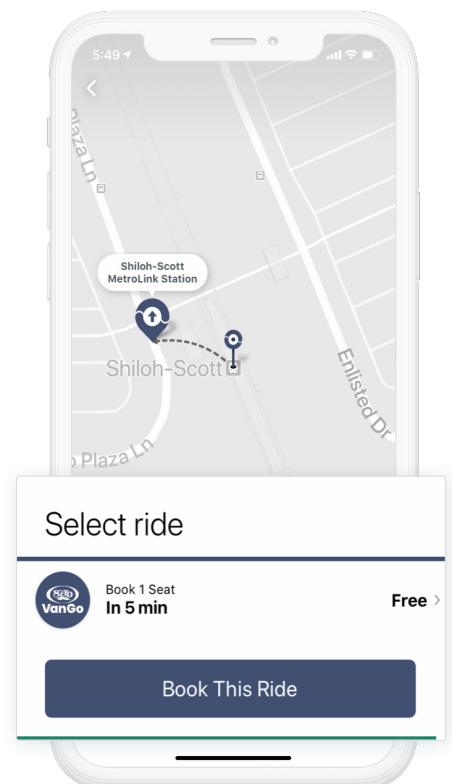 5:49
Plaza Ln
Shiloh-Scott
MetroLink Station
Shiloh-Scott
Enlisted Dr
Plaza Ln
Select ride
VanGo
Book 1 Seat
In 5 min
Free
Book This Ride